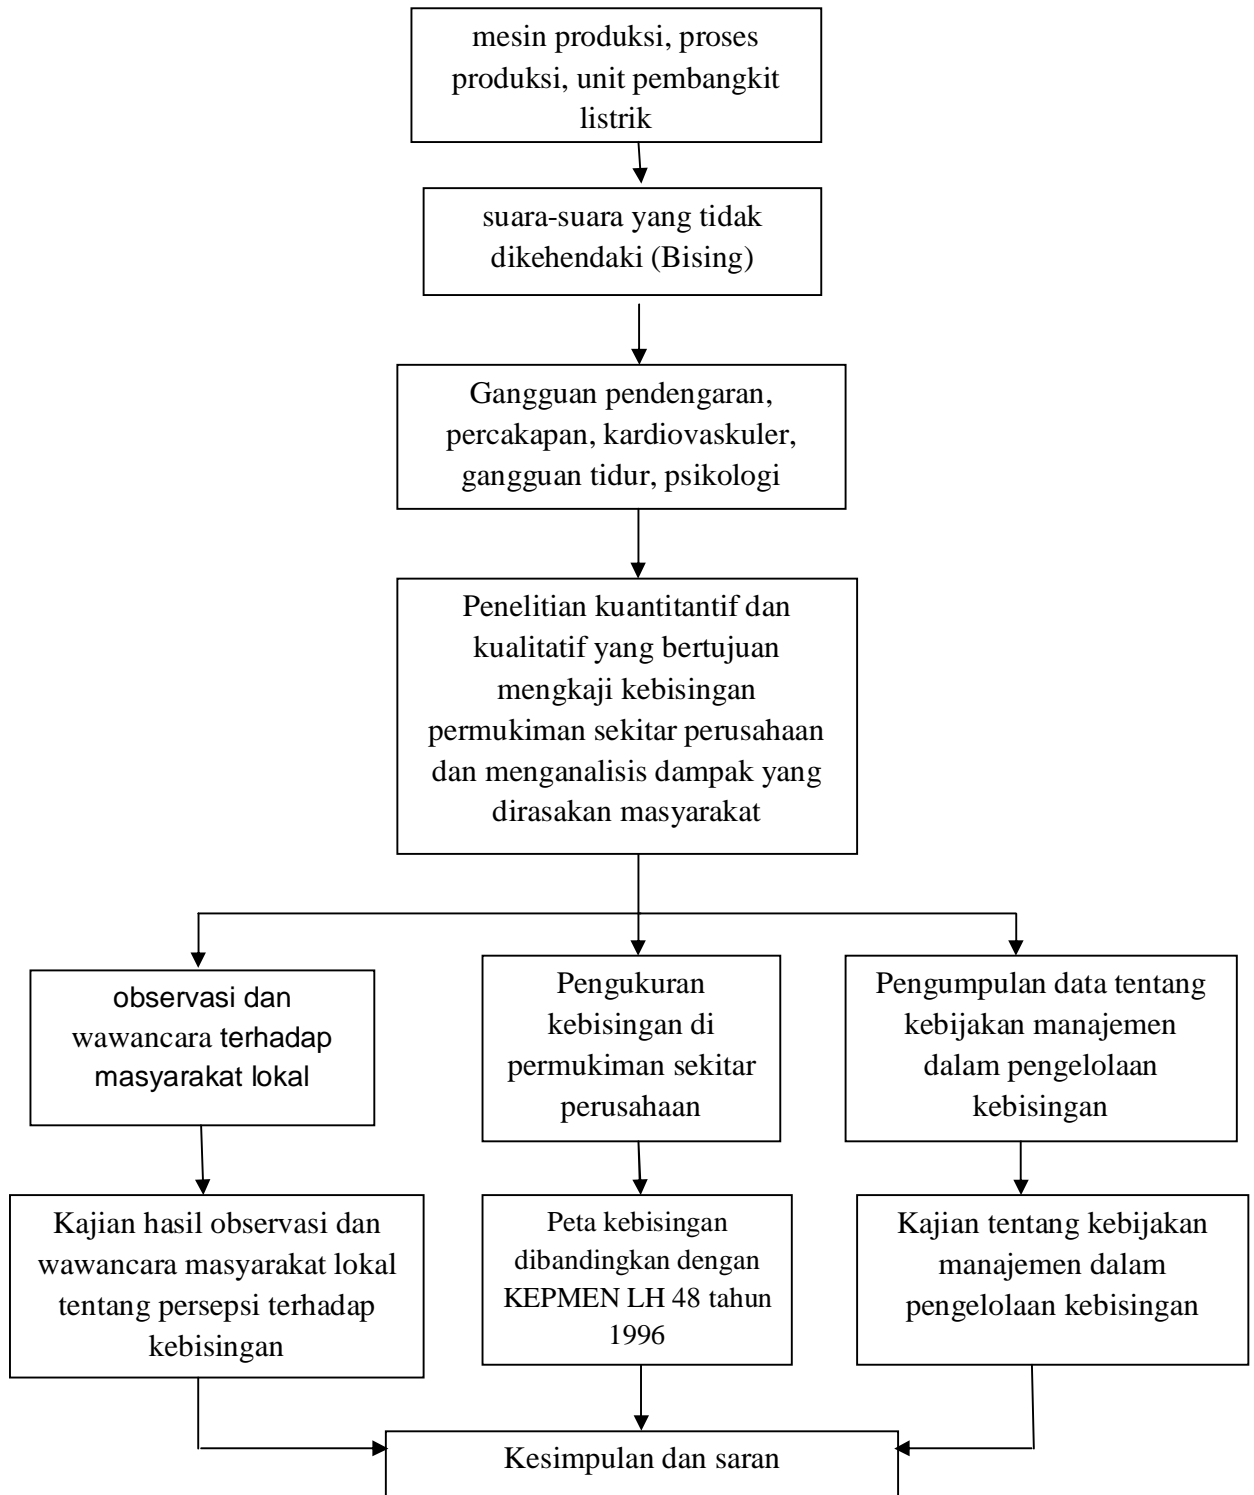 mesin produksi, proses
produksi, unit pembangkit
listrik
suara-suara yang tidak
dikehendaki (Bising)
Gangguan pendengaran,
percakapan, kardiovaskuler,
gangguan tidur, psikologi
Penelitian kuantitantif dan
kualitatif yang bertujuan
mengkaji kebisingan
permukiman sekitar perusahaan
dan menganalisis dampak yang
dirasakan masyarakat
observasi dan
wawancara terhadap
masyarakat lokal
Pengukuran
kebisingan di
permukiman sekitar
perusahaan
Pengumpulan data tentang
kebijakan manajemen
dalam pengelolaan
kebisingan
Kajian hasil observasi dan
wawancara masyarakat lokal
tentang persepsi terhadap
kebisingan
Peta kebisingan
dibandingkan dengan
KEPMEN LH 48 tahun
1996
Kajian tentang kebijakan
manajemen dalam
pengelolaan kebisingan
Kesimpulan dan saran